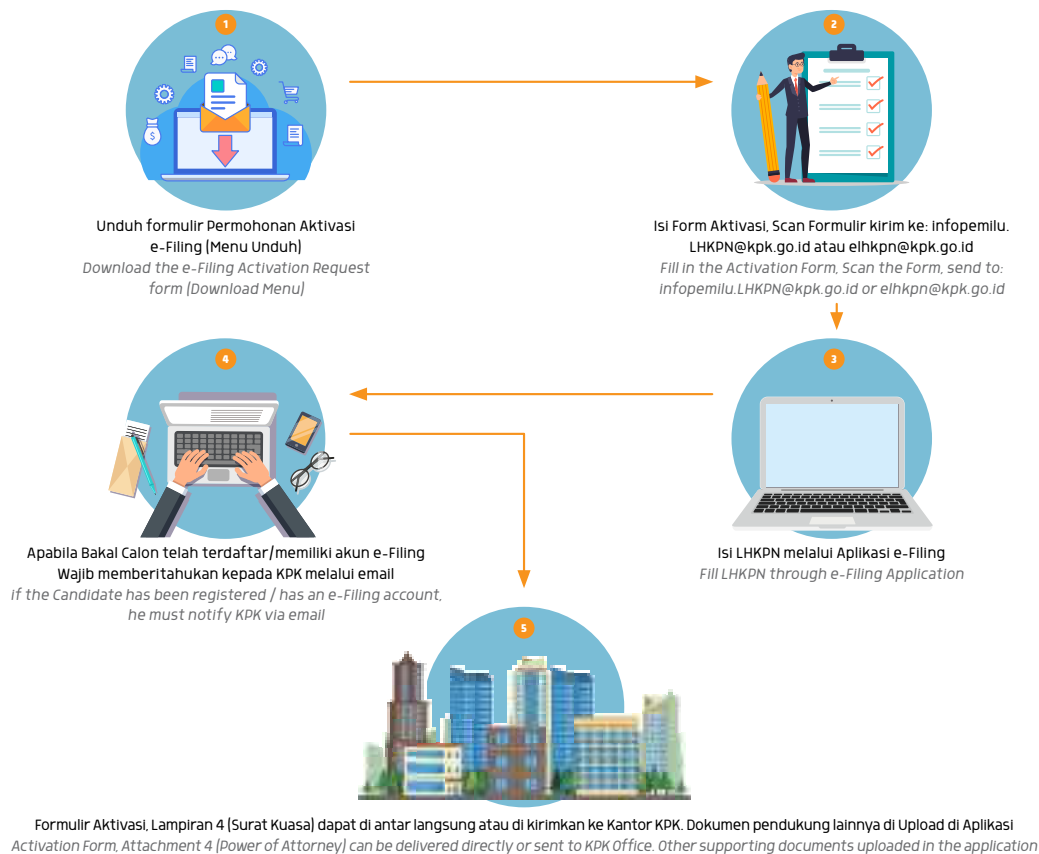 1
Unduh formulir Permohonan Aktivasi
e-Filing (Menu Unduh)
Download the e-Filing Activation Request
form (Download Menu)
2
Isi Form Aktivasi, Scan Formulir kirim ke: infopemilu.
LHKPN@kpk.go.id atau elhkpn@kpk.go.id
Fill in the Activation Form, Scan the Form, send to:
infopemilu.LHKPN@kpk.go.id or elhkpn@kpk.go.id
3
Isi LHKPN melalui Aplikasi e-Filing
Fill LHKPN through e-Filing Application
4
Apabila Bakal Calon telah terdaftar/memiliki akun e-Filing
Wajib memberitahukan kepada KPK melalui email
if the Candidate has been registered / has an e-Filing account,
he must notify KPK via email
5
Formulir Aktivasi, Lampiran 4 (Surat Kuasa) dapat di antar langsung atau di kirimkan ke Kantor KPK. Dokumen pendukung lainnya di Upload di Aplikasi
Activation Form, Attachment 4 (Power of Attorney) can be delivered directly or sent to KPK Office. Other supporting documents uploaded in the application